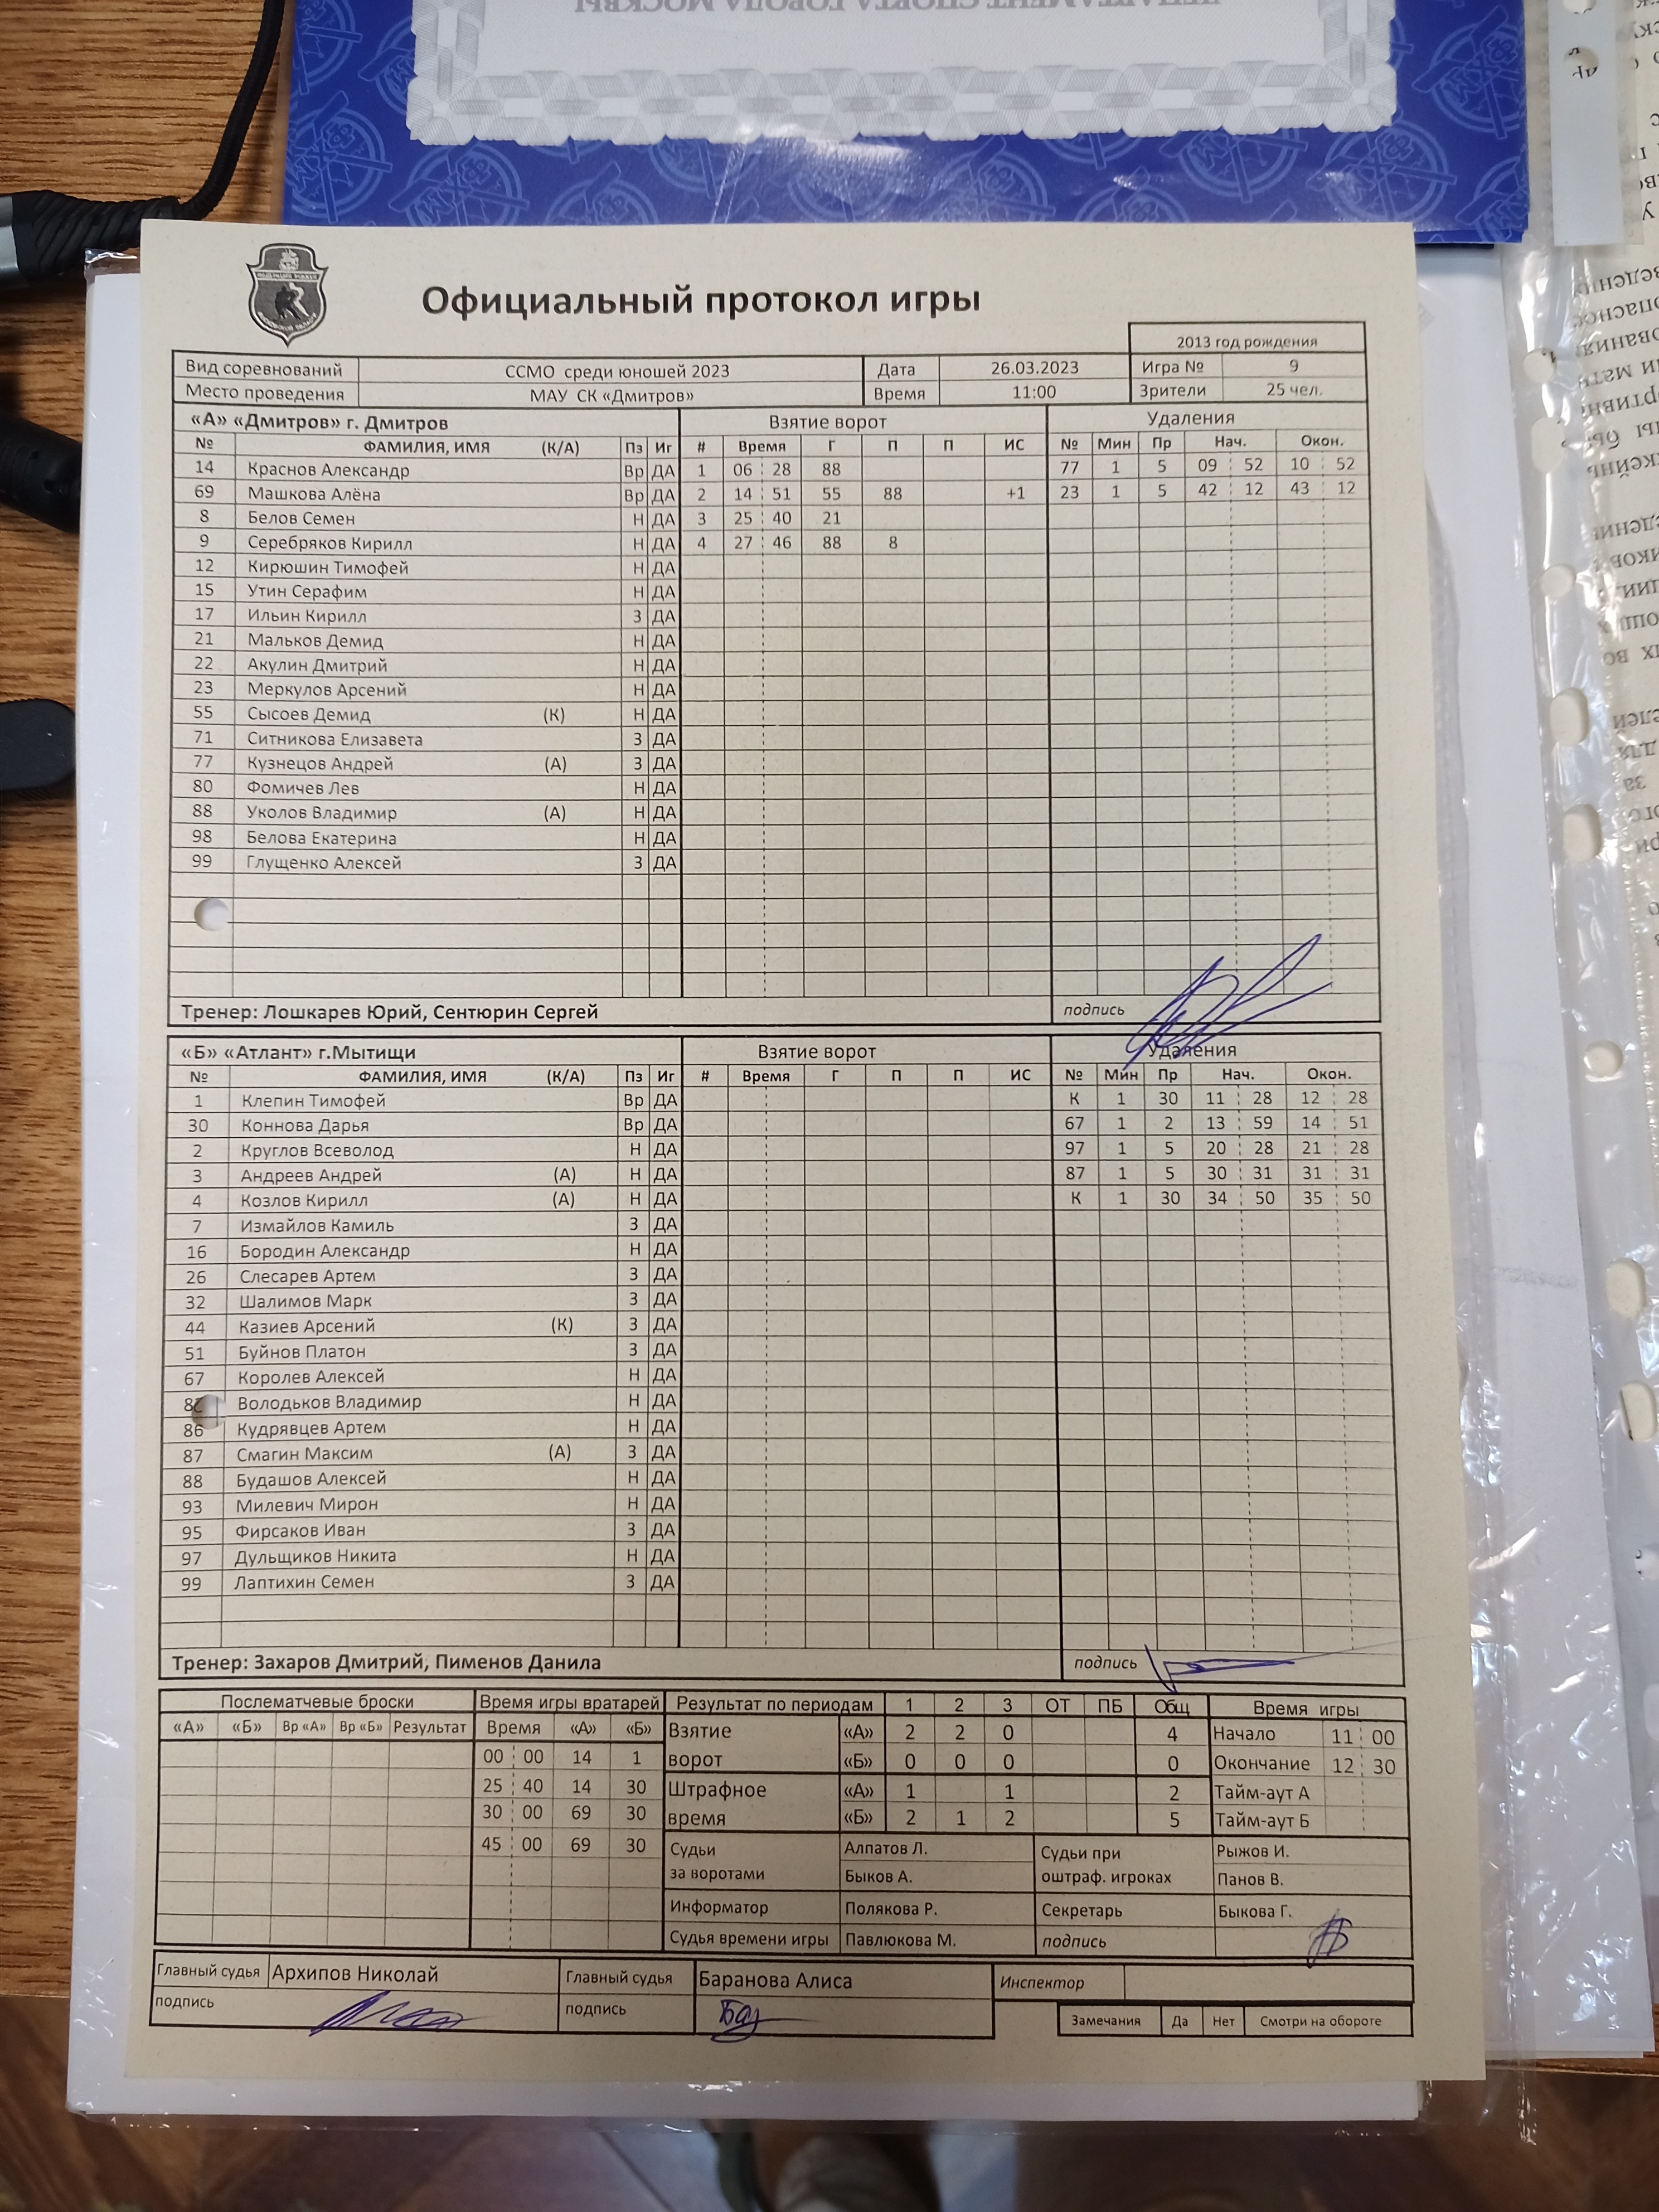 ДЕПАРТАМЕНТ СПОРТА ГОРОДА МОСКВЫ
Официальный протокол игры
2013 год рождения
Вид соревнований ССМО среди юношей 2023 Дата 26.03.2023 Игра № 9
Место проведения МАУ СК «Дмитров» Время 11:00 Зрители 25 чел.
«А» «Дмитров» г. Дмитров Взятие ворот Удаления
№ ФАМИЛИЯ, ИМЯ (К/А) Пз Иг # Время Г П П ИС № Мин Пр Нач. Окон.
14 Краснов Александр Вр ДА 1 06 28 88 77 1 5 09 52 10 52
69 Машкова Алёна Вр ДА 2 14 51 55 88 +1 23 1 5 42 12 43 12
8 Белов Семен Н ДА 3 25 40 21
9 Серебряков Кирилл Н ДА 4 27 46 88 8
12 Кирюшин Тимофей Н ДА
15 Утин Серафим Н ДА
17 Ильин Кирилл З ДА
21 Мальков Демид Н ДА
22 Акулин Дмитрий Н ДА
23 Меркулов Арсений Н ДА
55 Сысоев Демид (К) Н ДА
71 Ситникова Елизавета З ДА
77 Кузнецов Андрей (А) З ДА
80 Фомичев Лев Н ДА
88 Уколов Владимир (А) Н ДА
98 Белова Екатерина Н ДА
99 Глущенко Алексей З ДА
Тренер: Лошкарев Юрий, Сентюрин Сергей подпись
«Б» «Атлант» г.Мытищи Взятие ворот Удаления
№ ФАМИЛИЯ, ИМЯ (К/А) Пз Иг # Время Г П П ИС № Мин Пр Нач. Окон.
1 Клепин Тимофей Вр ДА К 1 30 11 28 12 28
30 Коннова Дарья Вр ДА 67 1 2 13 59 14 51
2 Круглов Всеволод Н ДА 97 1 5 20 28 21 28
3 Андреев Андрей (А) Н ДА 87 1 5 30 31 31 31
4 Козлов Кирилл (А) Н ДА К 1 30 34 50 35 50
7 Измайлов Камиль З ДА
16 Бородин Александр Н ДА
26 Слесарев Артем З ДА
32 Шалимов Марк З ДА
44 Казиев Арсений (К) З ДА
51 Буйнов Платон З ДА
67 Королев Алексей Н ДА
Володьков Владимир Н ДА
86 Кудрявцев Артем Н ДА
87 Смагин Максим (А) З ДА
88 Будашов Алексей Н ДА
93 Милевич Мирон Н ДА
95 Фирсаков Иван З ДА
97 Дульщиков Никита Н ДА
99 Лаптихин Семен З ДА
Тренер: Захаров Дмитрий, Пименов Данила подпись
Послематчевые броски Время игры вратарей Результат по периодам 1 2 3 ОТ ПБ Общ Время игры
«А» «Б» Вр «А» Вр «Б» Результат Время «А» «Б» Взятие «А» 2 2 0 4 Начало 11 00
00 00 14 1 ворот «Б» 0 0 0 0 Окончание 12 30
25 40 14 30 Штрафное «А» 1 1 2 Тайм-аут А
30 00 69 30 время «Б» 2 1 2 5 Тайм-аут Б
45 00 69 30 Судьи Алпатов Л. Судьи при Рыжов И.
за воротами Быков А. оштраф. игроках Панов В.
Информатор Полякова Р. Секретарь Быкова Г.
Судья времени игры Павлюкова М. подпись
Главный судья Архипов Николай Главный судья Баранова Алиса Инспектор
подпись подпись Замечания Да Нет Смотри на обороте